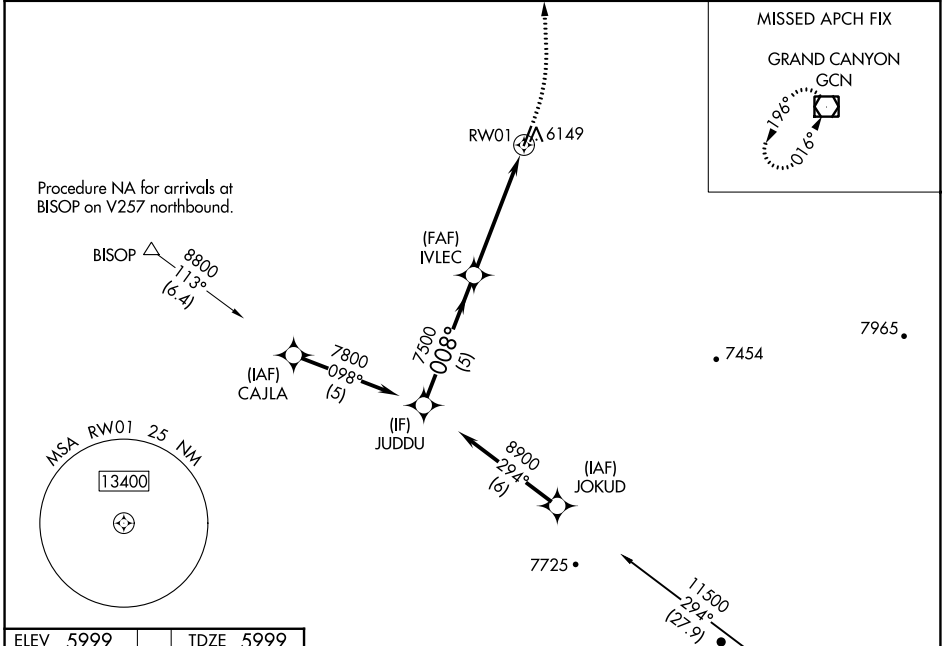 MISSED APCH FIX
GRAND CANYON
GCN
196°
016°
RW01
6149
Procedure NA for arrivals at
BISOP on V257 northbound.
BISOP
8800
113°
(6.4)
(FAF)
IVLEC
7500
008°
(5)
7965
7454
(IAF)
CAJLA
7800
098°
(5)
(IF)
JUDDU
8900
294°
(6)
(IAF)
JOKUD
MSA RW01 25 NM
13400
7725
11500
294°
(27.9)
ELEV 5999
TDZE 5999